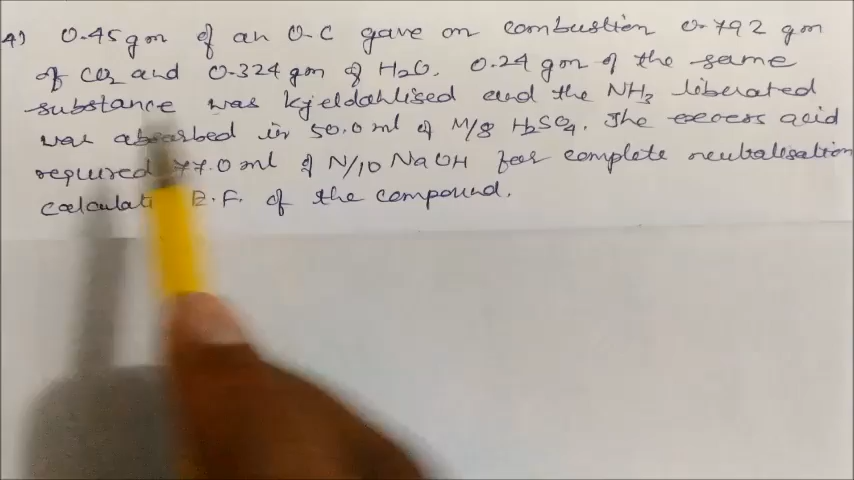 4) 0.45 gm of an O-C gave on combustion 0.792 gm
of CO2 and 0.324 gm of H2O. 0.24 gm of the same
substance was kjeldahlised and the NH3 liberated
was absorbed in 50.0 ml of M/8 H2SO4. The excess acid
required 77.0 ml of N/10 NaOH for complete neutralisation
E.F. of the compound.